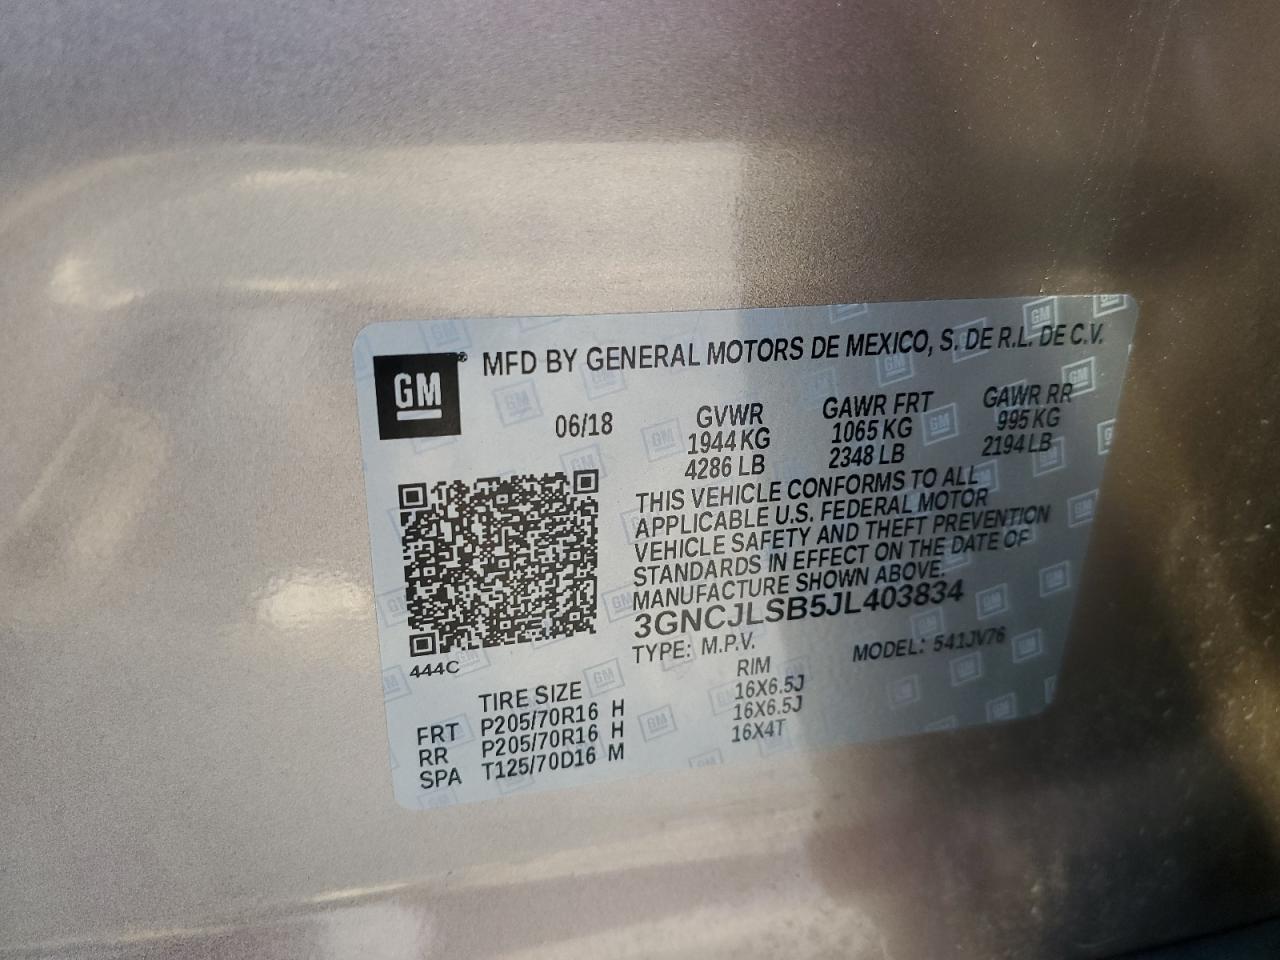 GM® MFD BY GENERAL MOTORS DE MEXICO, S. DE R.L. DE C.V.
06/18 GVWR GAWR FRT GAWR RR
1944 KG 1065 KG 995 KG
4286 LB 2348 LB 2194 LB
THIS VEHICLE CONFORMS TO ALL
APPLICABLE U.S. FEDERAL MOTOR
VEHICLE SAFETY AND THEFT PREVENTION
STANDARDS IN EFFECT ON THE DATE OF
MANUFACTURE SHOWN ABOVE.
3GNCJLSB5JL403834
444C
TYPE: M.P.V. MODEL: 541JV76
TIRE SIZE RIM
FRT P205/70R16 H 16X6.5J
RR P205/70R16 H 16X6.5J
SPA T125/70D16 M 16X4T